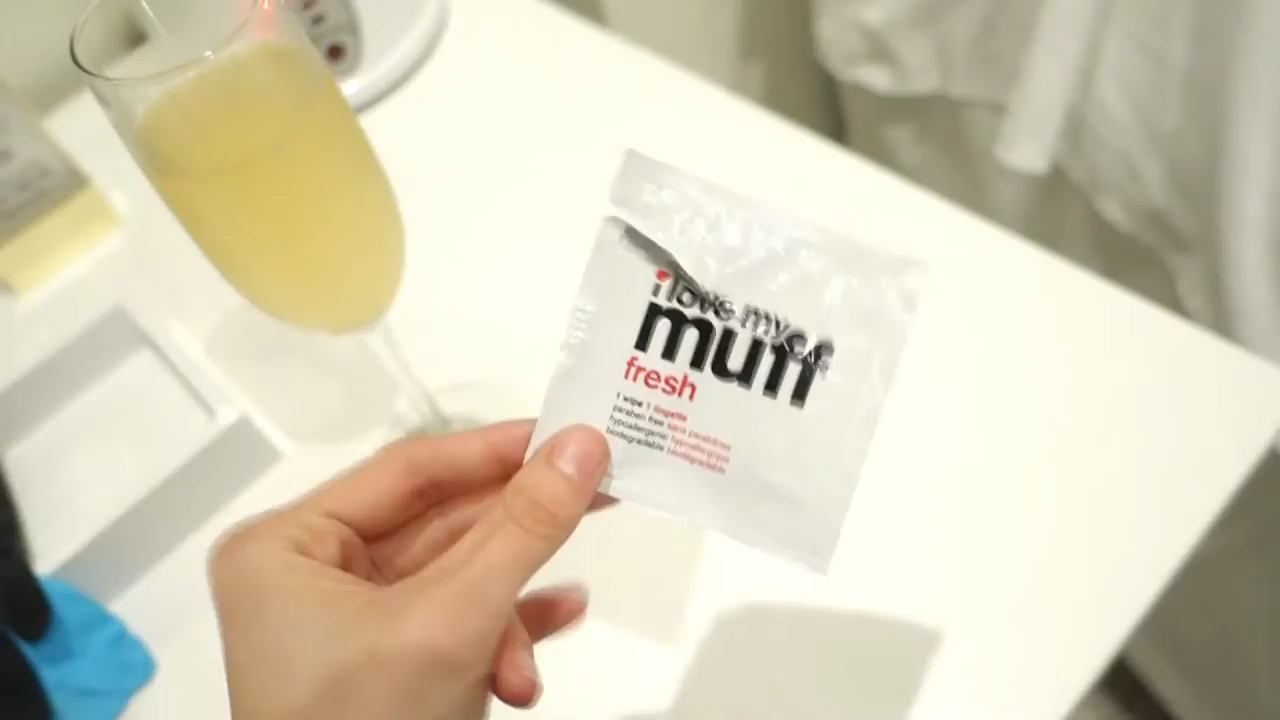 i love my
muff
fresh
1 wipe 1 lingette
paraben free sans parabènes
hypoallergenic hypoallergénique
biodegradable biodégradable